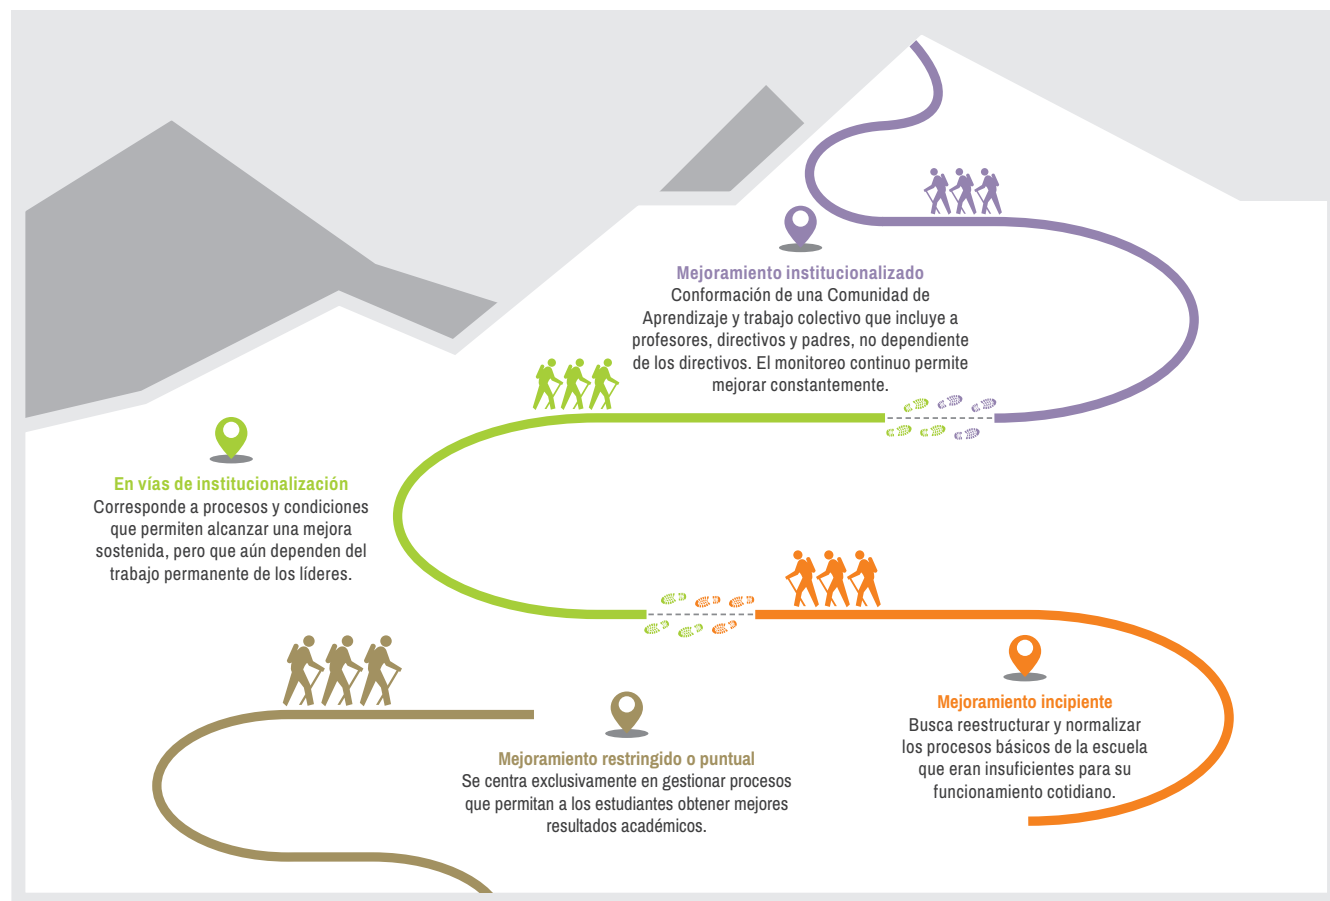 Mejoramiento institucionalizado
Conformación de una Comunidad de
Aprendizaje y trabajo colectivo que incluye a
profesores, directivos y padres, no dependiente
de los directivos. El monitoreo continuo permite
mejorar constantemente.
En vías de institucionalización
Corresponde a procesos y condiciones
que permiten alcanzar una mejora
sostenida, pero que aún dependen del
trabajo permanente de los líderes.
Mejoramiento incipiente
Busca reestructurar y normalizar
los procesos básicos de la escuela
que eran insuficientes para su
funcionamiento cotidiano.
Mejoramiento restringido o puntual
Se centra exclusivamente en gestionar procesos
que permitan a los estudiantes obtener mejores
resultados académicos.